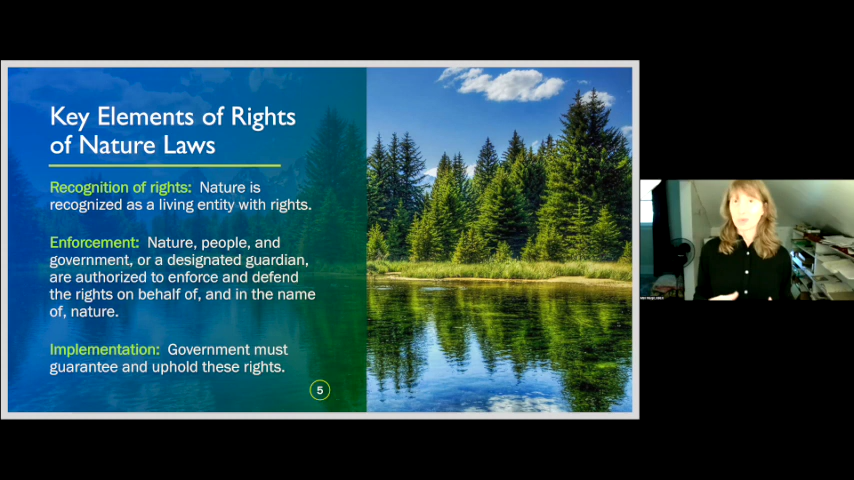 Key Elements of Rights
of Nature Laws
Recognition of rights: Nature is
recognized as a living entity with rights.
Enforcement: Nature, people, and
government, or a designated guardian,
are authorized to enforce and defend
the rights on behalf of, and in the name
of, nature.
Implementation: Government must
guarantee and uphold these rights.
5